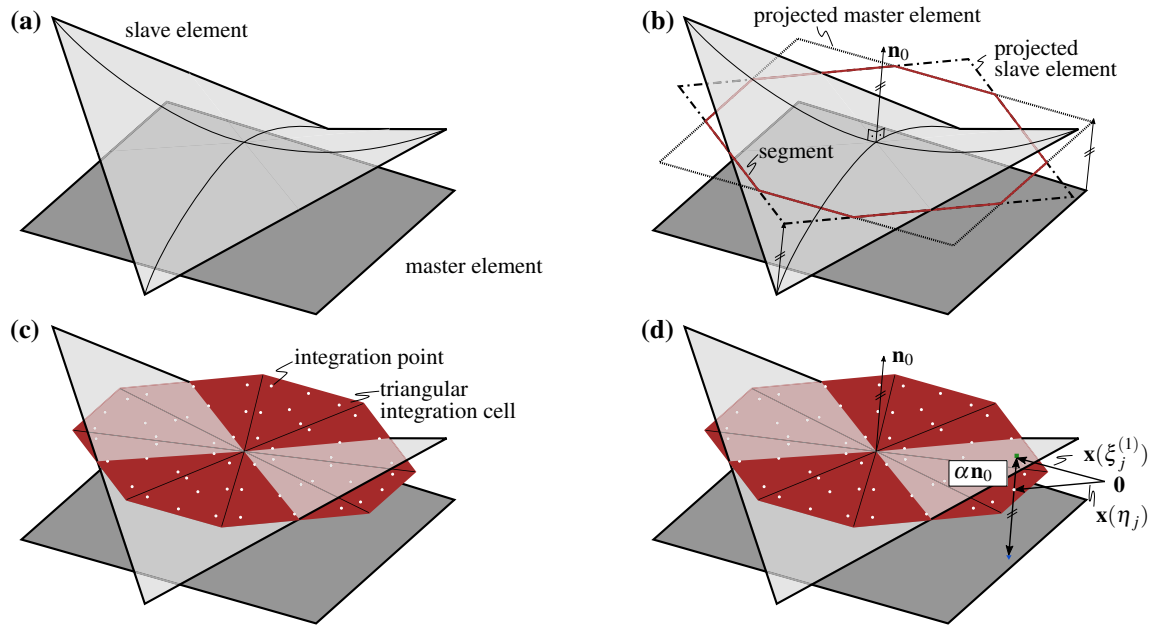 (a)
slave element
master element
(b)
projected master element
n₀
projected
slave element
segment
(c)
integration point
triangular
integration cell
(d)
n₀
αn₀
x(ξⱼ⁽¹⁾)
0
x(ηⱼ)